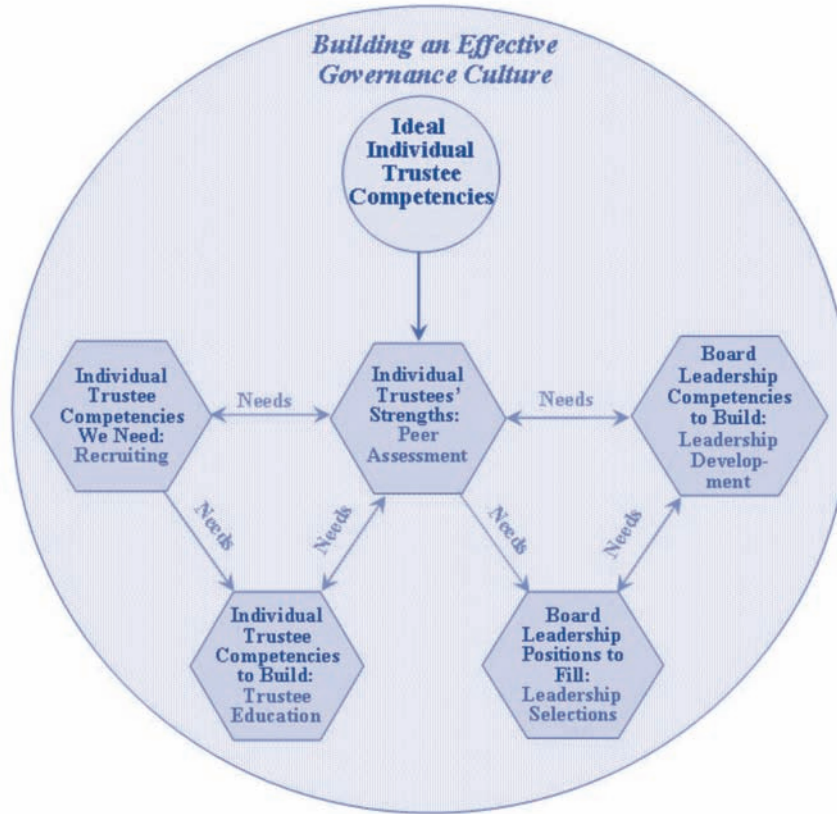 Building an Effective
Governance Culture
Ideal
Individual
Trustee
Competencies
Individual
Trustee
Competencies
We Need:
Recruiting
Needs
Individual
Trustees'
Strengths:
Peer
Assessment
Needs
Board
Leadership
Competencies
to Build:
Leadership
Develop-
ment
Needs
Needs
Needs
Needs
Individual
Trustee
Competencies
to Build:
Trustee
Education
Board
Leadership
Positions to
Fill:
Leadership
Selections